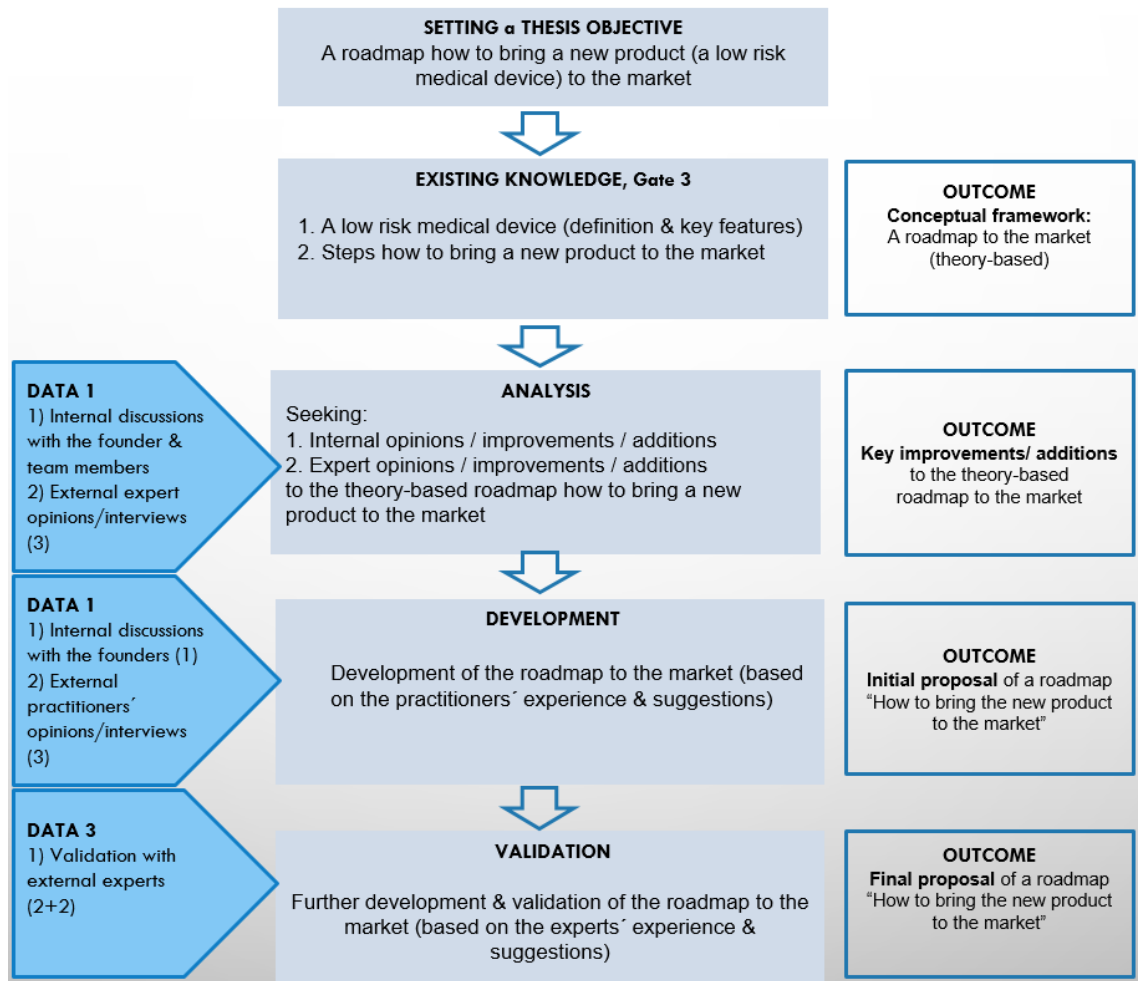 SETTING a THESIS OBJECTIVE
A roadmap how to bring a new product (a low risk
medical device) to the market
EXISTING KNOWLEDGE, Gate 3
1. A low risk medical device (definition & key features)
2. Steps how to bring a new product to the market
OUTCOME
Conceptual framework:
A roadmap to the market
(theory-based)
DATA 1
1) Internal discussions
with the founder &
team members
2) External expert
opinions/interviews
(3)
ANALYSIS
Seeking:
1. Internal opinions / improvements / additions
2. Expert opinions / improvements / additions
to the theory-based roadmap how to bring a new
product to the market
OUTCOME
Key improvements/ additions
to the theory-based
roadmap to the market
DATA 1
1) Internal discussions
with the founders (1)
2) External
practitioners´
opinions/interviews
(3)
DEVELOPMENT
Development of the roadmap to the market (based
on the practitioners´ experience & suggestions)
OUTCOME
Initial proposal of a roadmap
“How to bring the new product
to the market”
DATA 3
1) Validation with
external experts
(2+2)
VALIDATION
Further development & validation of the roadmap to the
market (based on the experts´ experience &
suggestions)
OUTCOME
Final proposal of a roadmap
“How to bring the new product
to the market”